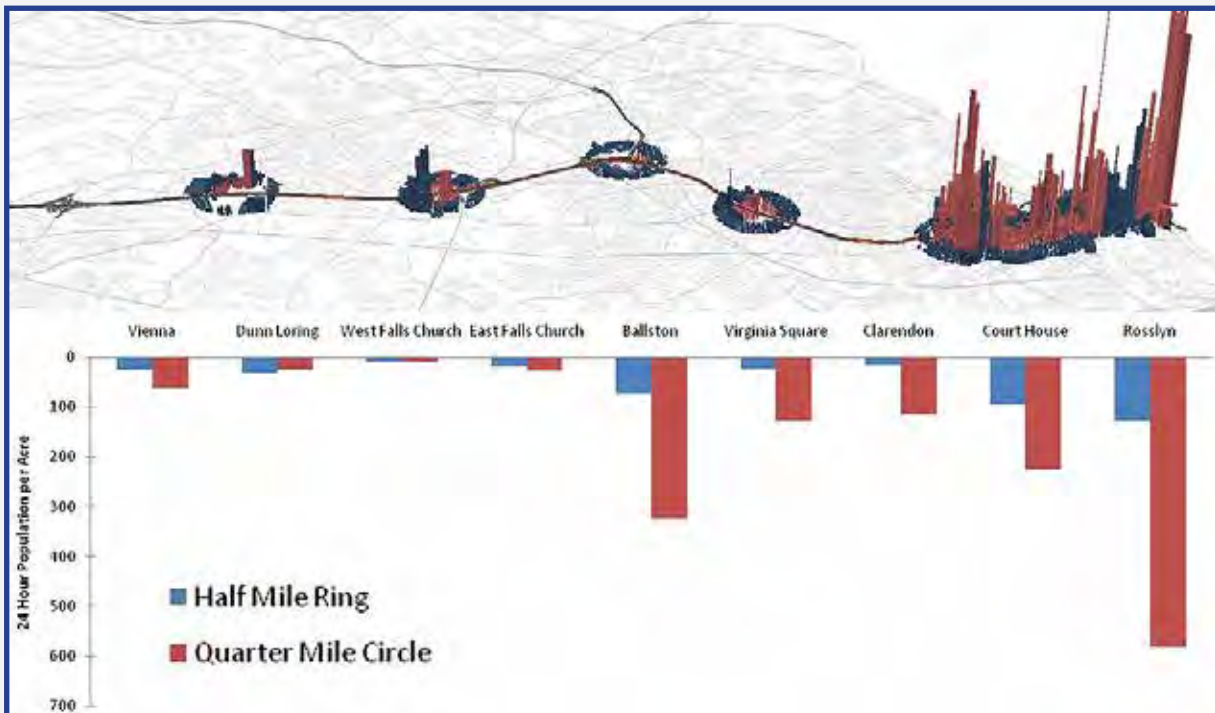 Vienna Dunn Loring West Falls Church East Falls Church Ballston Virginia Square Clarendon Court House Rosslyn
0
100
200
300
400
500
600
700
24 Hour Population per Acre
Half Mile Ring
Quarter Mile Circle